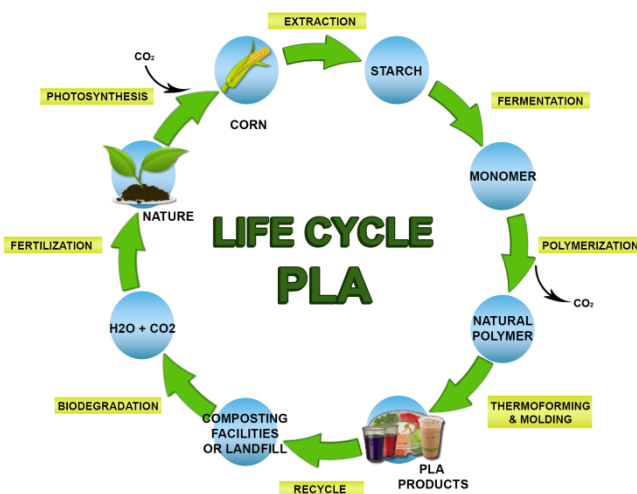 EXTRACTION
CO₂
PHOTOSYNTHESIS
CORN
STARCH
FERMENTATION
MONOMER
NATURE
LIFE CYCLE
PLA
FERTILIZATION
POLYMERIZATION
CO₂
H2O + CO2
NATURAL
POLYMER
BIODEGRADATION
COMPOSTING
FACILITIES
OR LANDFILL
THERMOFORMING
& MOLDING
PLA
PRODUCTS
RECYCLE